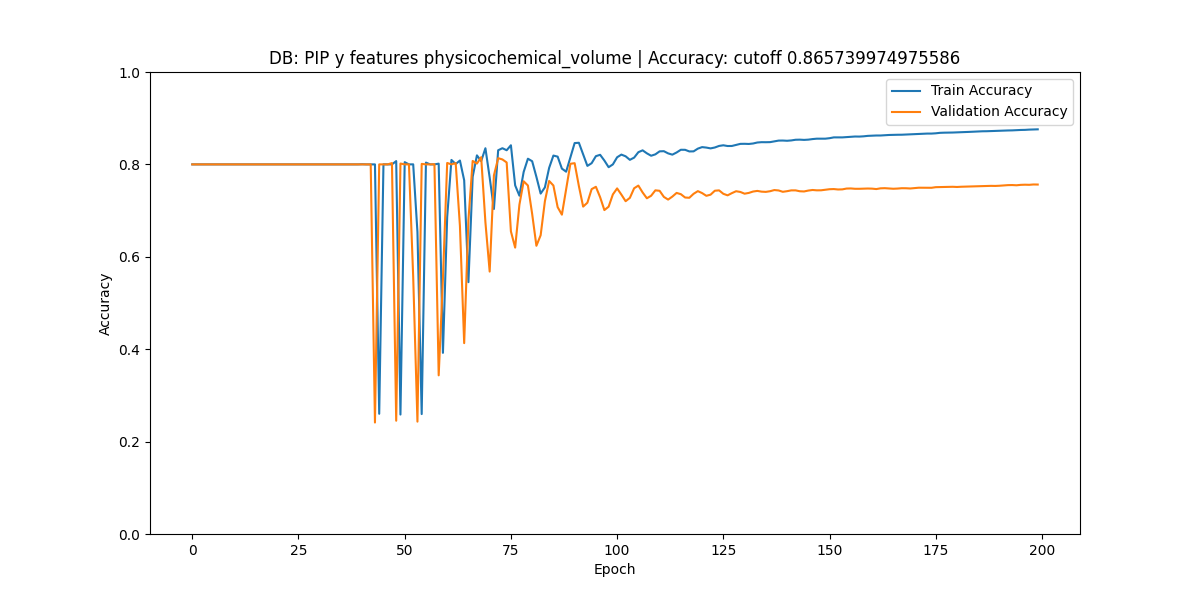 DB: PIP y features physicochemical_volume | Accuracy: cutoff 0.865739974975586
Train Accuracy
Validation Accuracy
Accuracy
1.0
0.8
0.6
0.4
0.2
0.0
0 25 50 75 100 125 150 175 200
Epoch